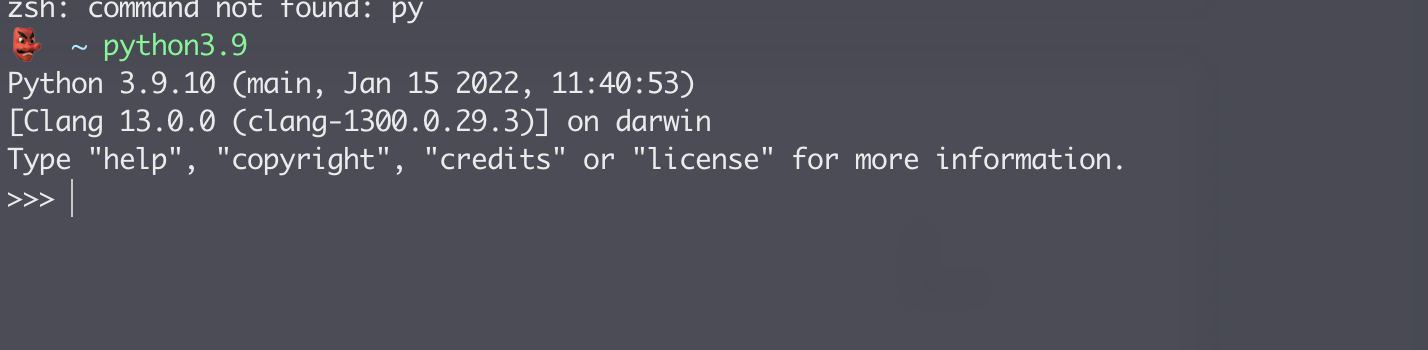 zsh: command not found: py
👺 ~ python3.9
Python 3.9.10 (main, Jan 15 2022, 11:40:53)
[Clang 13.0.0 (clang-1300.0.29.3)] on darwin
Type "help", "copyright", "credits" or "license" for more information.
>>>